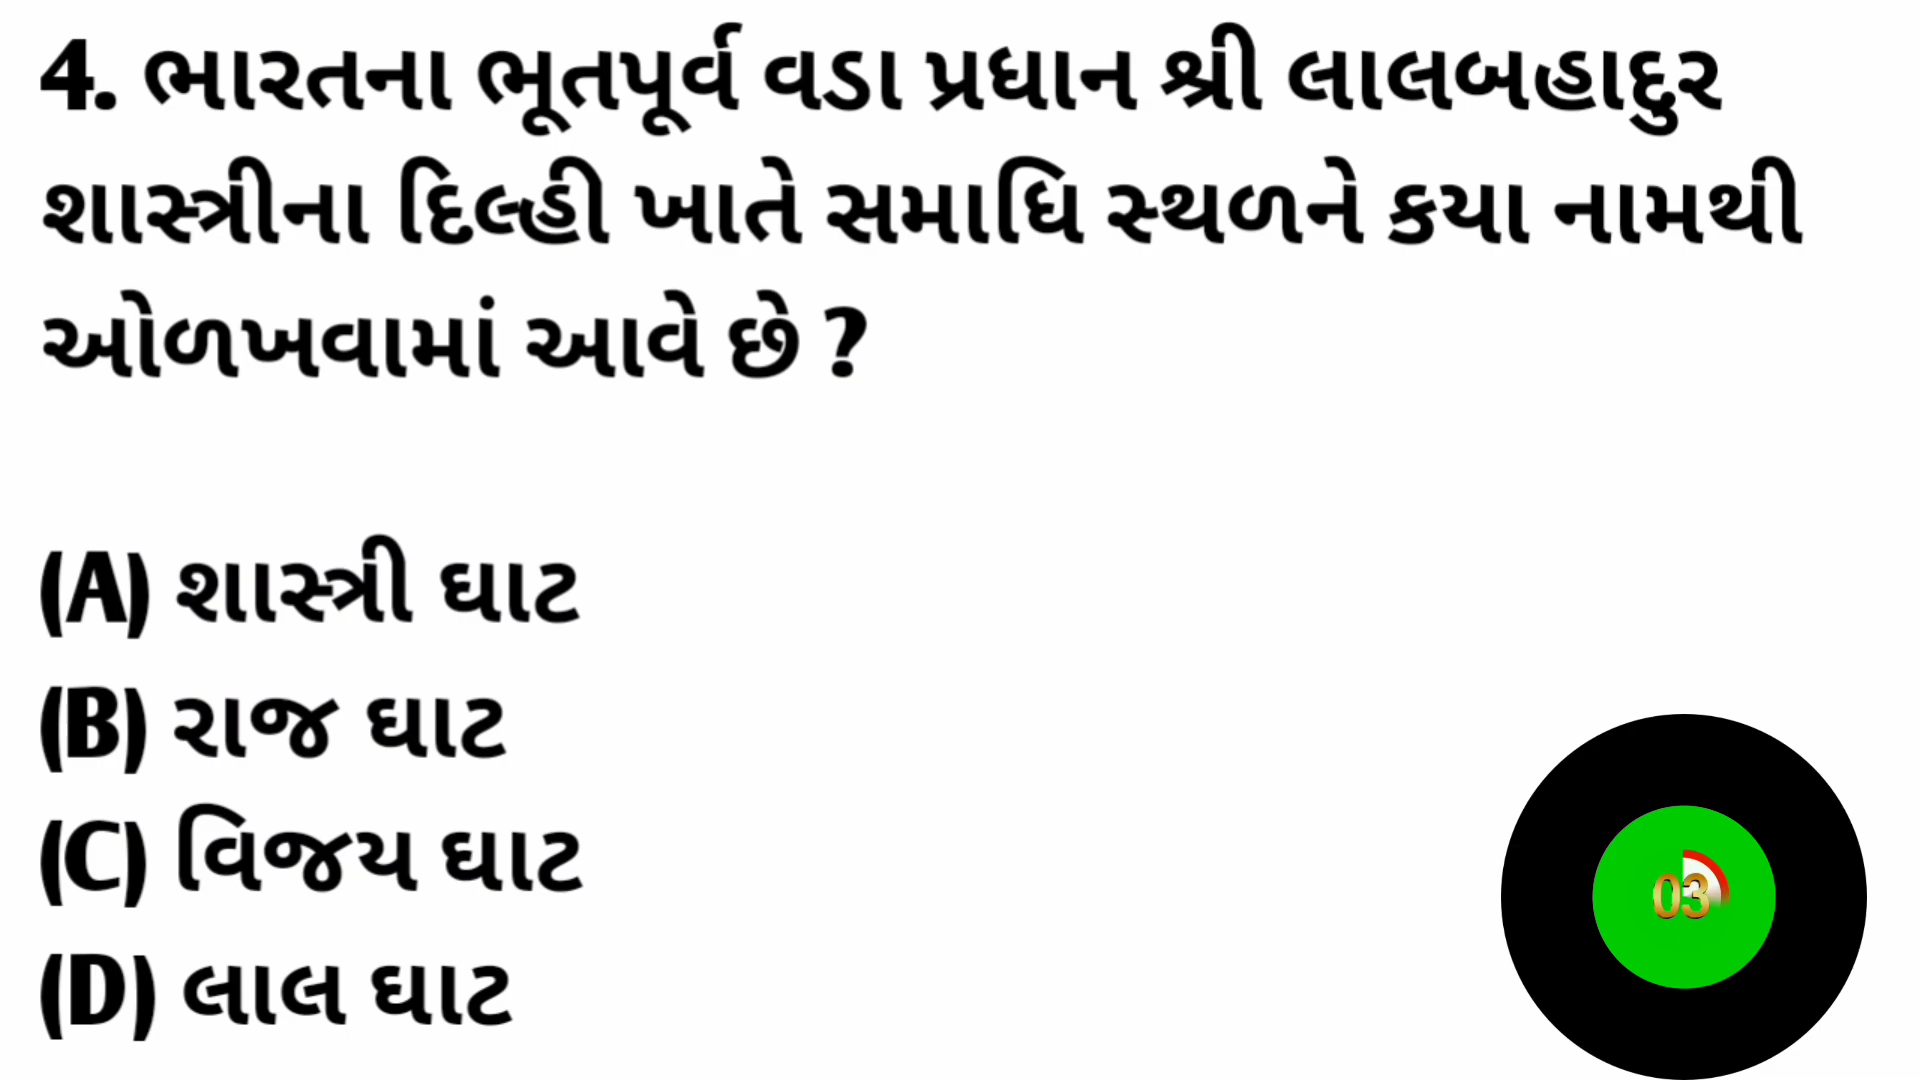 4. ભારતના ભૂતપૂર્વ વડા પ્રધાન શ્રી લાલબહાદુર
શાસ્ત્રીના દિલ્હી ખાતે સમાધિ સ્થળને કયા નામથી
ઓળખવામાં આવે છે ?
(A) શાસ્ત્રી ઘાટ
(B) રાજ ઘાટ
(C) વિજય ઘાટ
(D) લાલ ઘાટ
03